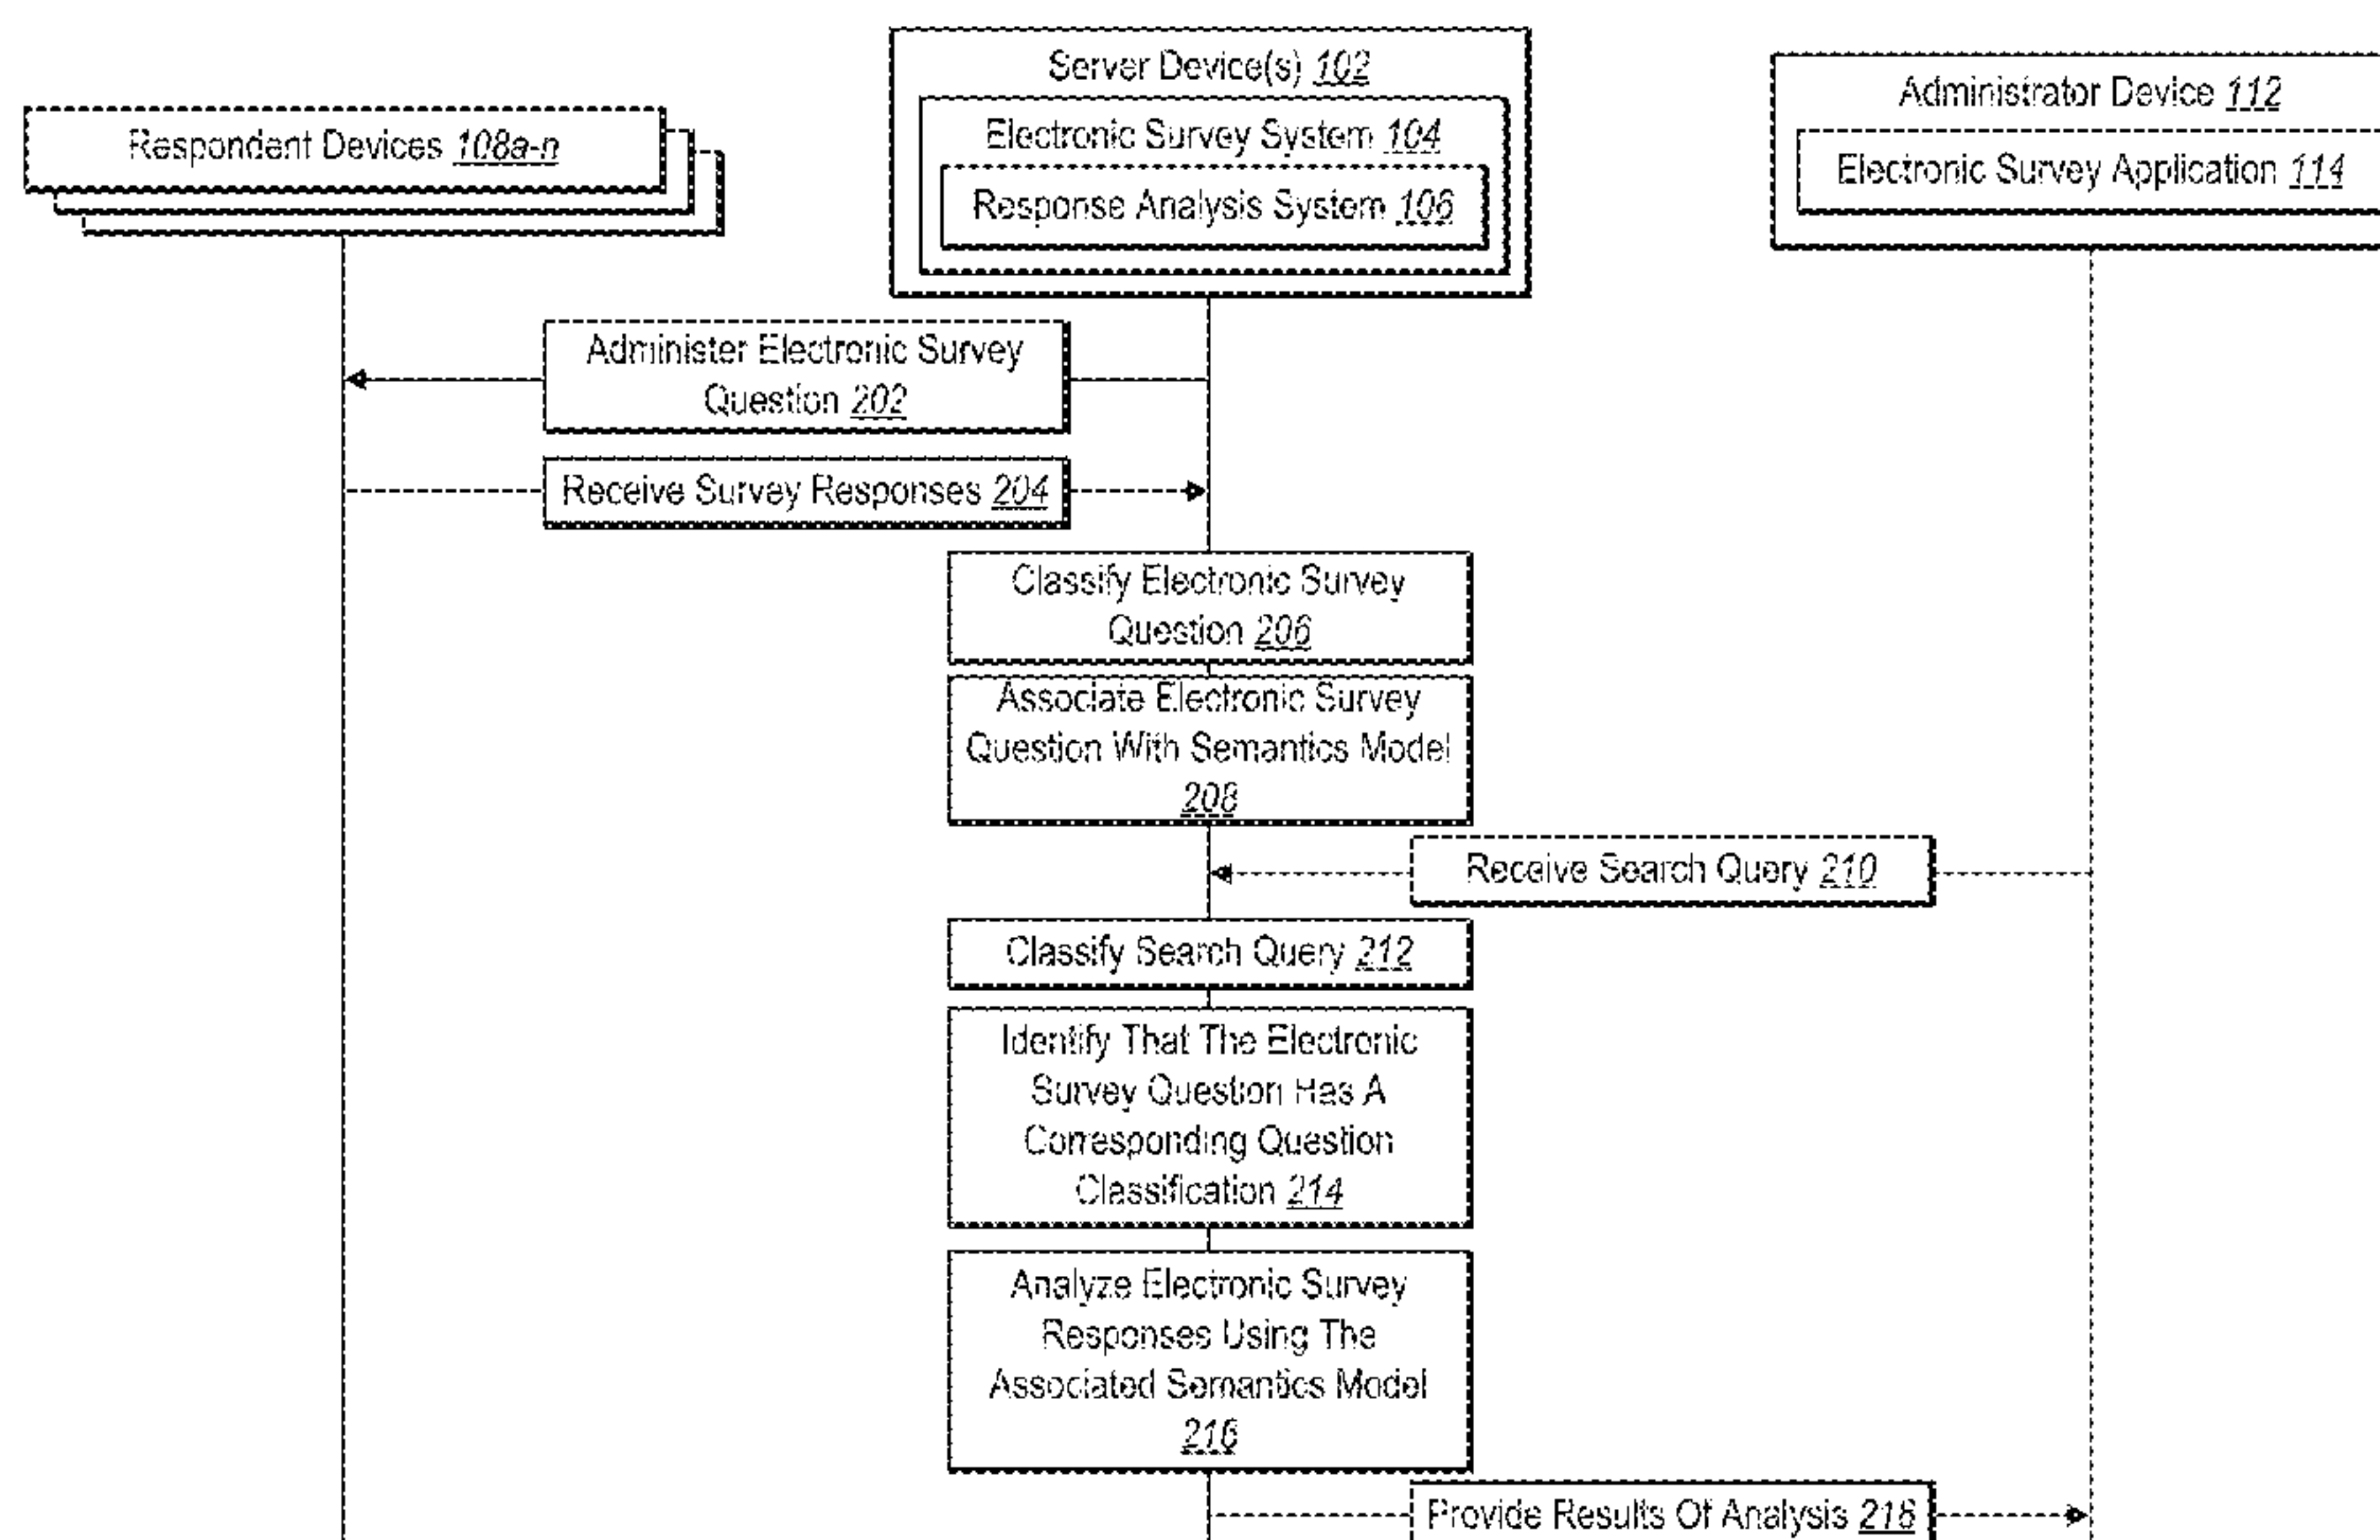 Server Device(s) 102
Electronic Survey System 104
Response Analysis System 106
Respondent Devices 108a-n
Administrator Device 112
Electronic Survey Application 114
Administer Electronic Survey
Question 202
Receive Survey Responses 204
Classify Electronic Survey
Question 206
Associate Electronic Survey
Question With Semantics Model
208
Receive Search Query 210
Classify Search Query 212
Identify That The Electronic
Survey Question Has A
Corresponding Question
Classification 214
Analyze Electronic Survey
Responses Using The
Associated Semantics Model
216
Provide Results Of Analysis 218